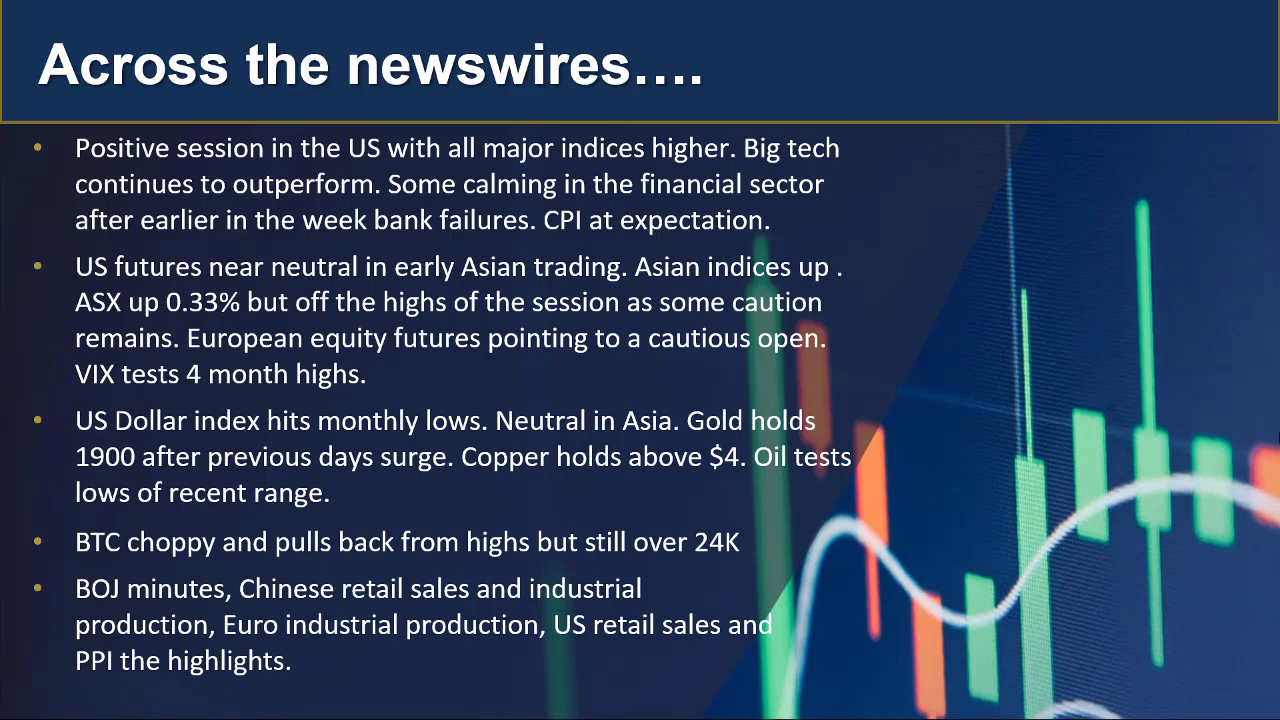 Across the newswires....
• Positive session in the US with all major indices higher. Big tech
continues to outperform. Some calming in the financial sector
after earlier in the week bank failures. CPI at expectation.
• US futures near neutral in early Asian trading. Asian indices up .
ASX up 0.33% but off the highs of the session as some caution
remains. European equity futures pointing to a cautious open.
VIX tests 4 month highs.
• US Dollar index hits monthly lows. Neutral in Asia. Gold holds
1900 after previous days surge. Copper holds above $4. Oil tests
lows of recent range.
• BTC choppy and pulls back from highs but still over 24K
• BOJ minutes, Chinese retail sales and industrial
production, Euro industrial production, US retail sales and
PPI the highlights.